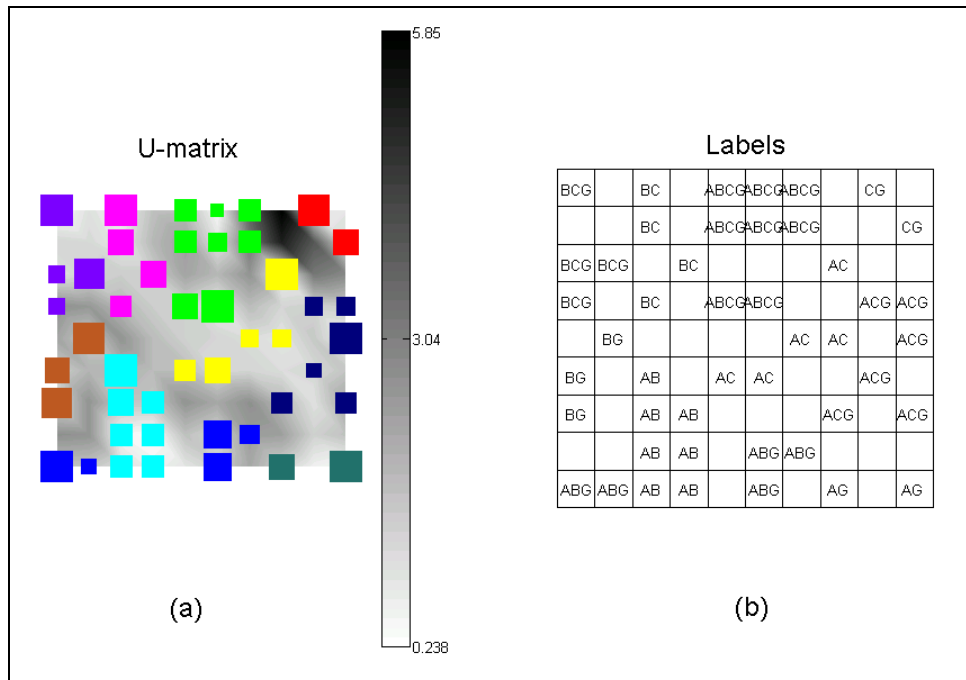 5.85
U-matrix
3.04
(a)
0.238
Labels
BCG BC ABCG ABCG ABCG CG
BC ABCG ABCG ABCG CG
BCG BCG BC AC
BCG BC ABCG ABCG ACG ACG
BG AC AC ACG
BG AB AC AC ACG
BG AB AB ACG ACG
AB AB ABG ABG
ABG ABG AB AB ABG AG AG
(b)